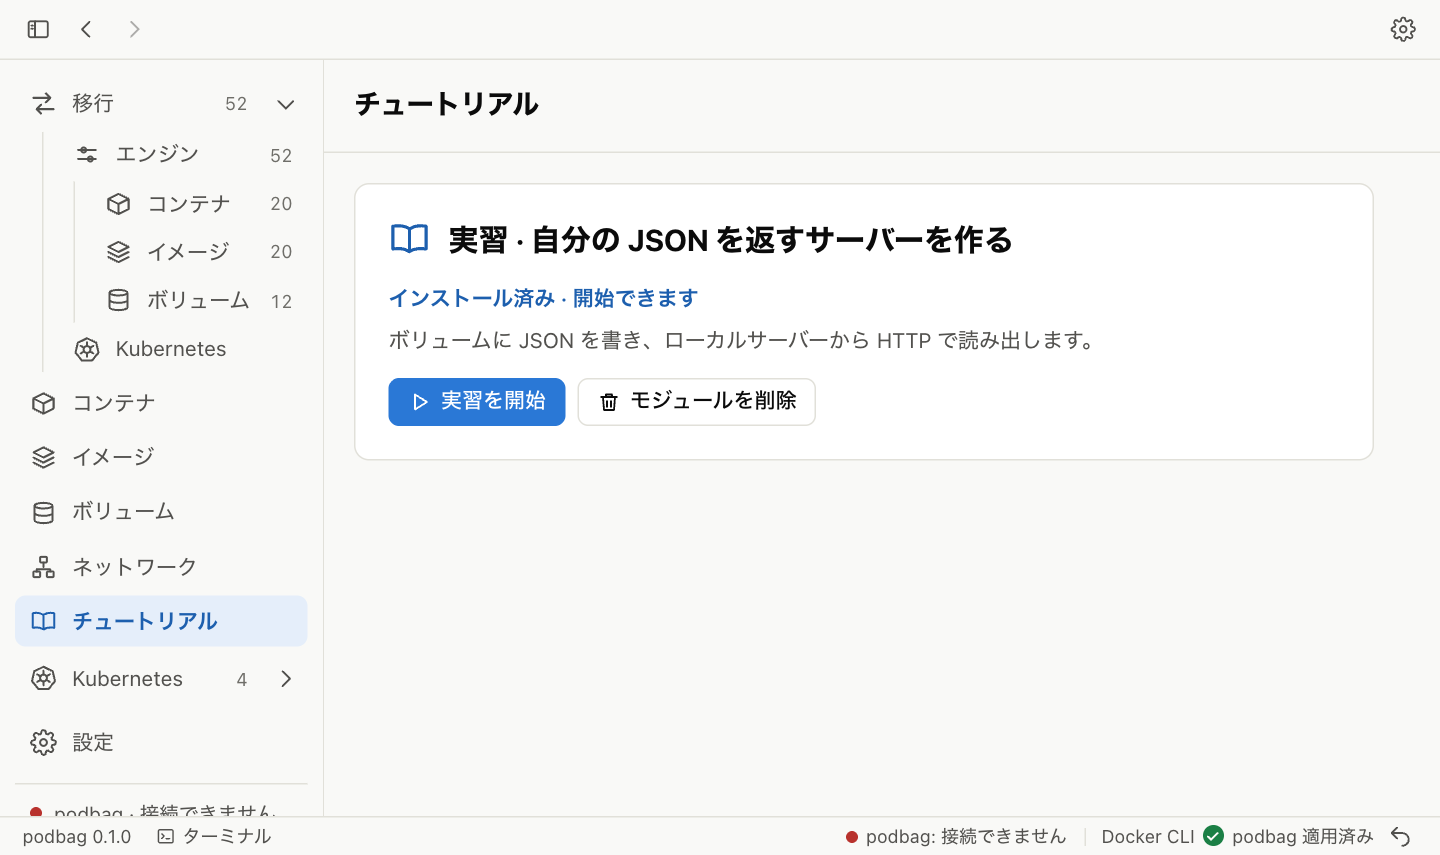 移行 52
エンジン 52
コンテナ 20
イメージ 20
ボリューム 12
Kubernetes
コンテナ
イメージ
ボリューム
ネットワーク
チュートリアル
Kubernetes 4
設定
podbag · 接続できません
チュートリアル
実習 · 自分の JSON を返すサーバーを作る
インストール済み · 開始できます
ボリュームに JSON を書き、ローカルサーバーから HTTP で読み出します。
実習を開始
モジュールを削除
podbag 0.1.0 ターミナル
podbag: 接続できません
Docker CLI podbag 適用済み